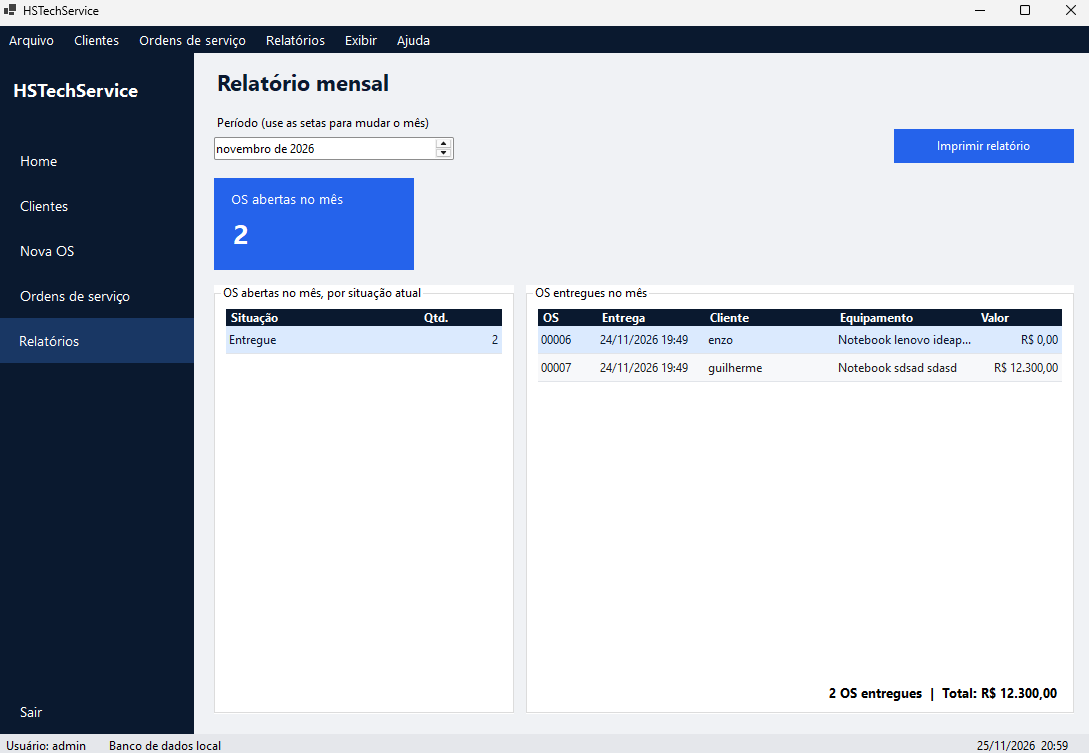 HSTechService
Arquivo Clientes Ordens de serviço Relatórios Exibir Ajuda
HSTechService
Home
Clientes
Nova OS
Ordens de serviço
Relatórios
Sair
Relatório mensal
Período (use as setas para mudar o mês)
novembro de 2026
Imprimir relatório
OS abertas no mês
2
OS abertas no mês, por situação atual
Situação Qtd.
Entregue 2
OS entregues no mês
OS Entrega Cliente Equipamento Valor
00006 24/11/2026 19:49 enzo Notebook lenovo ideap... R$ 0,00
00007 24/11/2026 19:49 guilherme Notebook sdsad sdasd R$ 12.300,00
2 OS entregues | Total: R$ 12.300,00
Usuário: admin Banco de dados local 25/11/2026 20:59